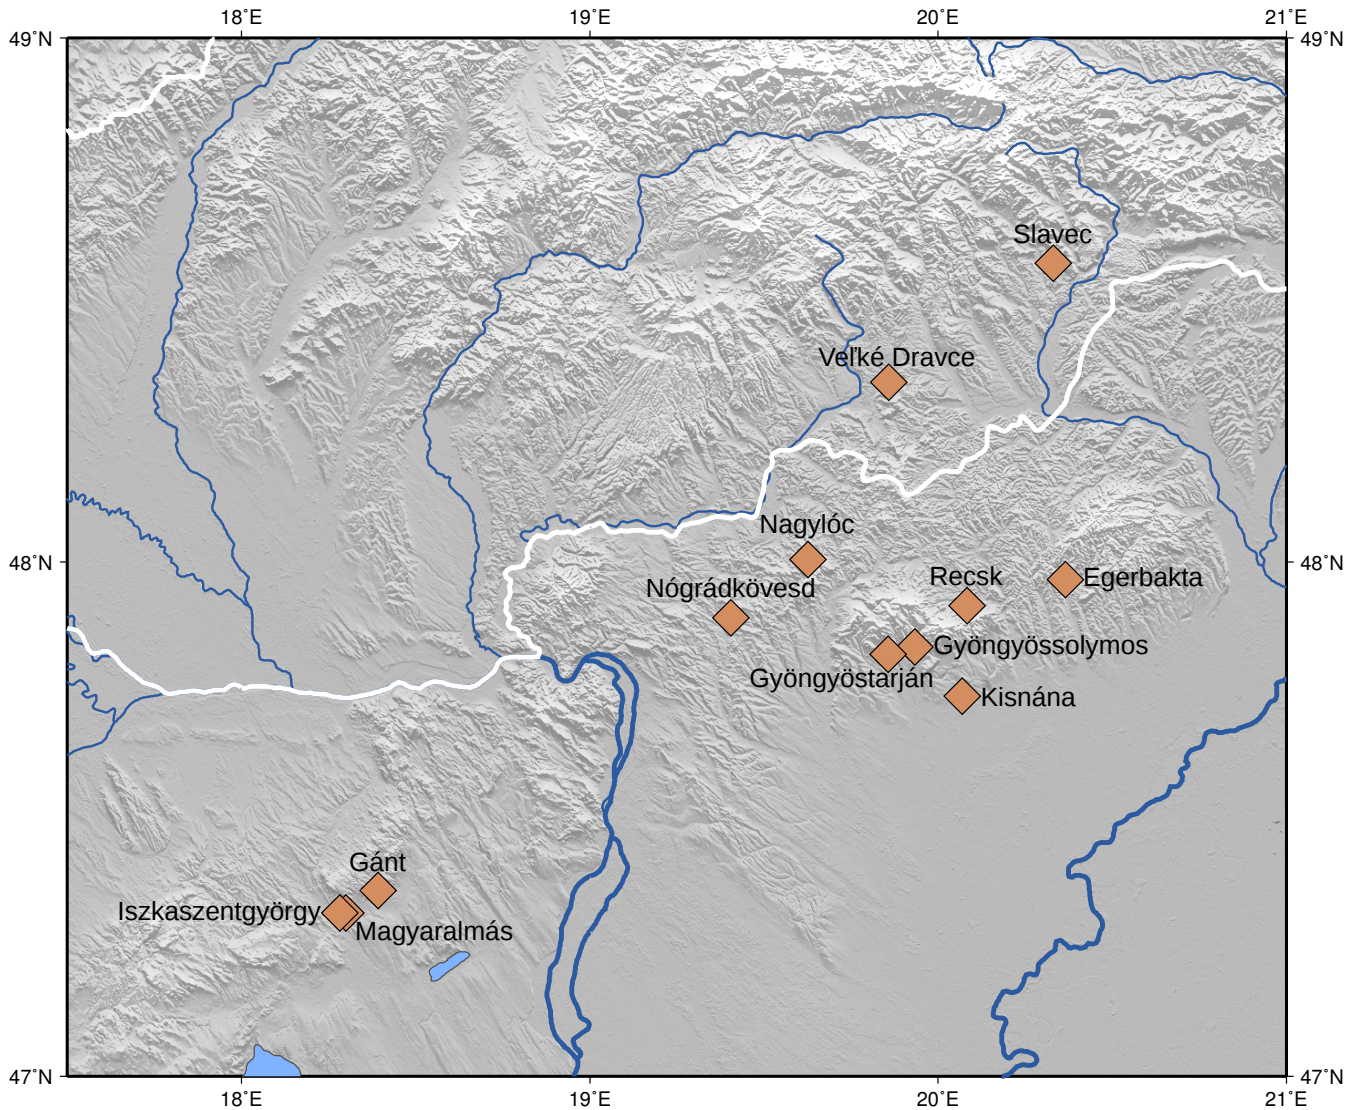 18°E 19°E 20°E 21°E
49°N 49°N
Slavec
Veľké Dravce
Nagylóc
48°N 48°N
Recsk Egerbakta
Nógrádkövesd
Gyöngyössolymos
Gyöngyöstarján
Kisnána
Gánt
Iszkaszentgyörgy
Magyaralmás
47°N 47°N
18°E 19°E 20°E 21°E